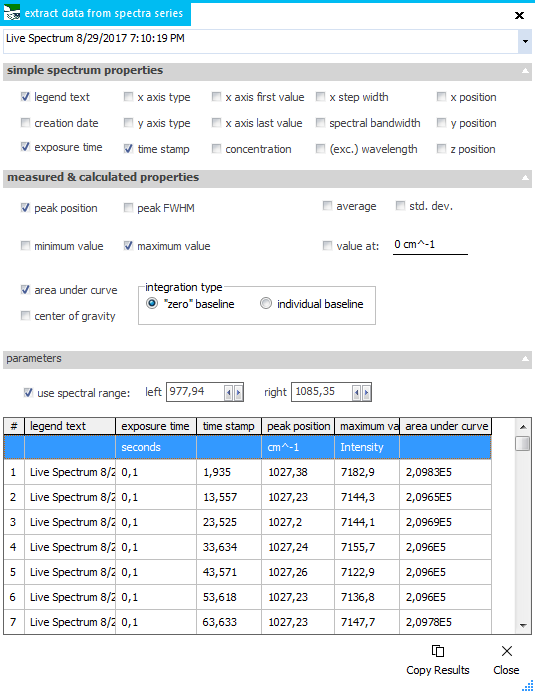 extract data from spectra series
Live Spectrum 8/29/2017 7:10:19 PM
simple spectrum properties
legend text x axis type x axis first value x step width x position
creation date y axis type x axis last value spectral bandwidth y position
exposure time time stamp concentration (exc.) wavelength z position
measured & calculated properties
peak position peak FWHM average std. dev.
minimum value maximum value value at: 0 cm^-1
area under curve integration type
"zero" baseline individual baseline
center of gravity
parameters
use spectral range: left 977,94 right 1085,35
# legend text exposure time time stamp peak position maximum va area under curve
seconds cm^-1 Intensity
1 Live Spectrum 8/2 0,1 1,935 1027,38 7182,9 2,0983E5
2 Live Spectrum 8/2 0,1 13,557 1027,23 7144,3 2,0965E5
3 Live Spectrum 8/2 0,1 23,525 1027,2 7144,1 2,0969E5
4 Live Spectrum 8/2 0,1 33,634 1027,24 7155,7 2,096E5
5 Live Spectrum 8/2 0,1 43,571 1027,26 7122,9 2,096E5
6 Live Spectrum 8/2 0,1 53,618 1027,23 7136,8 2,096E5
7 Live Spectrum 8/2 0,1 63,633 1027,23 7147,7 2,0978E5
Copy Results Close